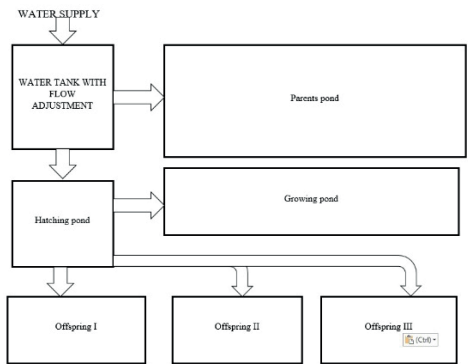 WATER SUPPLY
WATER TANK WITH
FLOW
ADJUSTMENT
Parents pond
Growing pond
Hatching pond
Offspring I
Offspring II
Offspring III
(Ctrl)